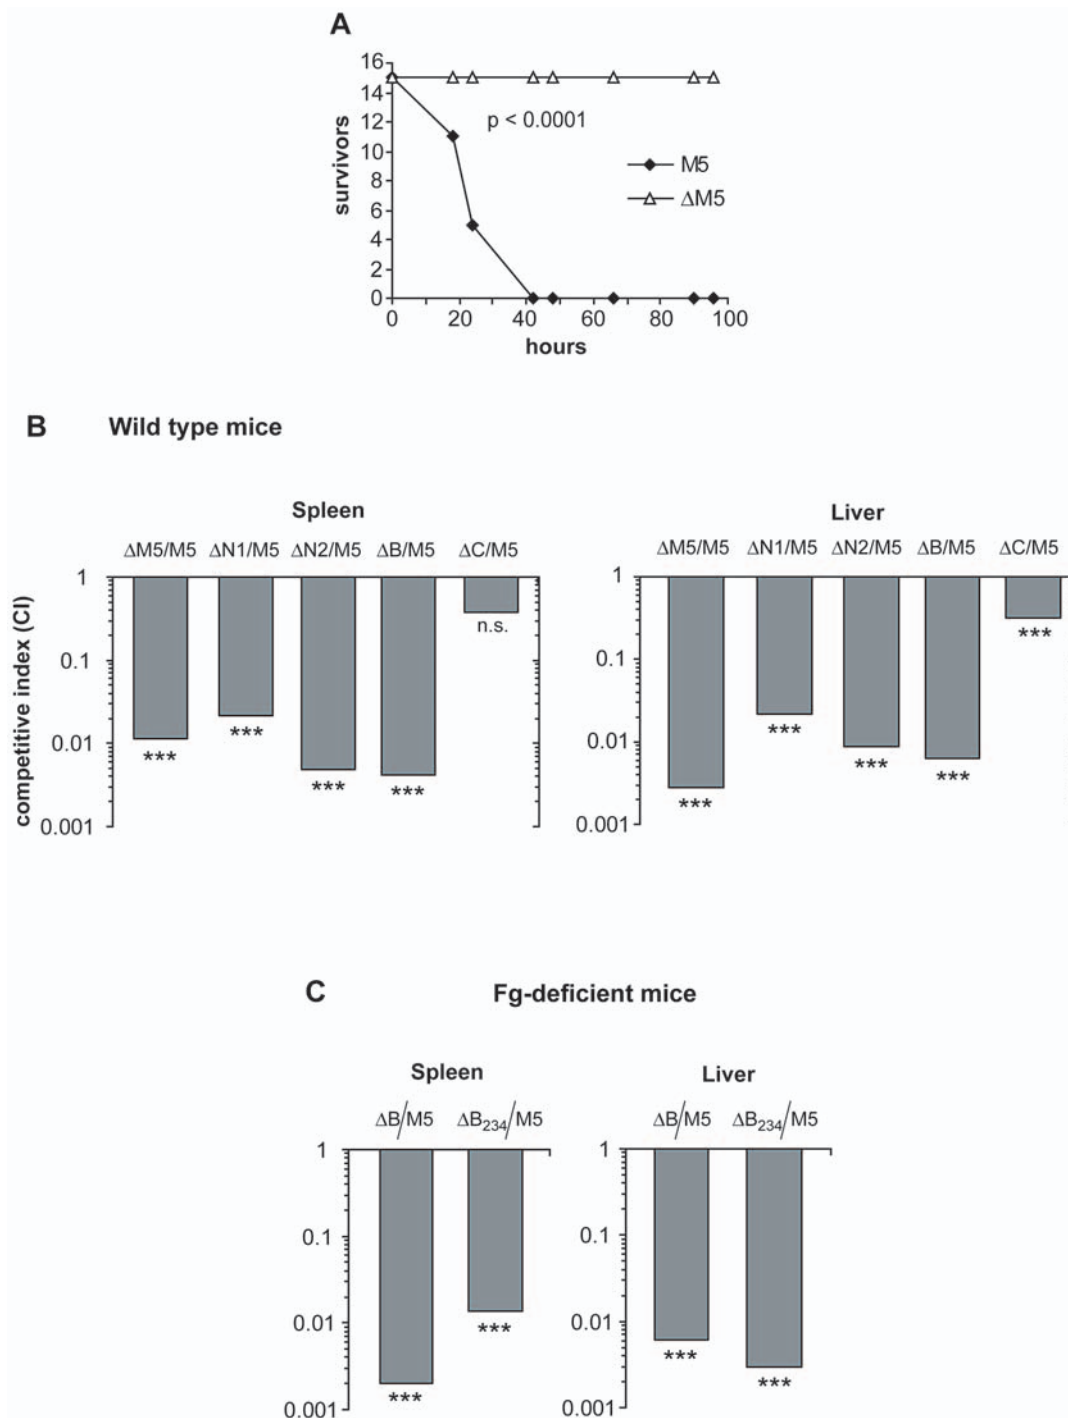 A
16
14
12
10
8
6
4
2
0
survivors
p < 0.0001
M5
ΔM5
0 20 40 60 80 100
hours
B Wild type mice
Spleen
ΔM5/M5 ΔN1/M5 ΔN2/M5 ΔB/M5 ΔC/M5
competitive index (CI)
1
0.1
0.01
0.001
*** *** *** *** n.s.
Liver
ΔM5/M5 ΔN1/M5 ΔN2/M5 ΔB/M5 ΔC/M5
1
0.1
0.01
0.001
*** *** *** *** ***
C Fg-deficient mice
Spleen
ΔB/M5 ΔB₂₃₄/M5
1
0.1
0.01
0.001
*** ***
Liver
ΔB/M5 ΔB₂₃₄/M5
1
0.1
0.01
0.001
*** ***